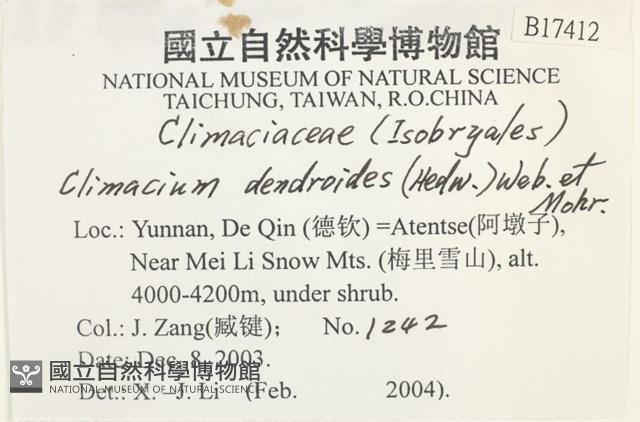 B17412
國立自然科學博物館
NATIONAL MUSEUM OF NATURAL SCIENCE
TAICHUNG, TAIWAN, R.O.CHINA
Climaciaceae (Isobryales)
Climacium dendroides (Hedw.) Web. et Mohr.
Loc.: Yunnan, De Qin (德钦) =Atentse(阿墩子),
Near Mei Li Snow Mts. (梅里雪山), alt.
4000-4200m, under shrub.
Col.: J. Zang(臧键); No. 1242
Date: Dec. 8, 2003.
國立自然科學博物館
NATIONAL MUSEUM OF NATURAL SCIENCE
Det.: X. -J. Li (Feb. 2004).